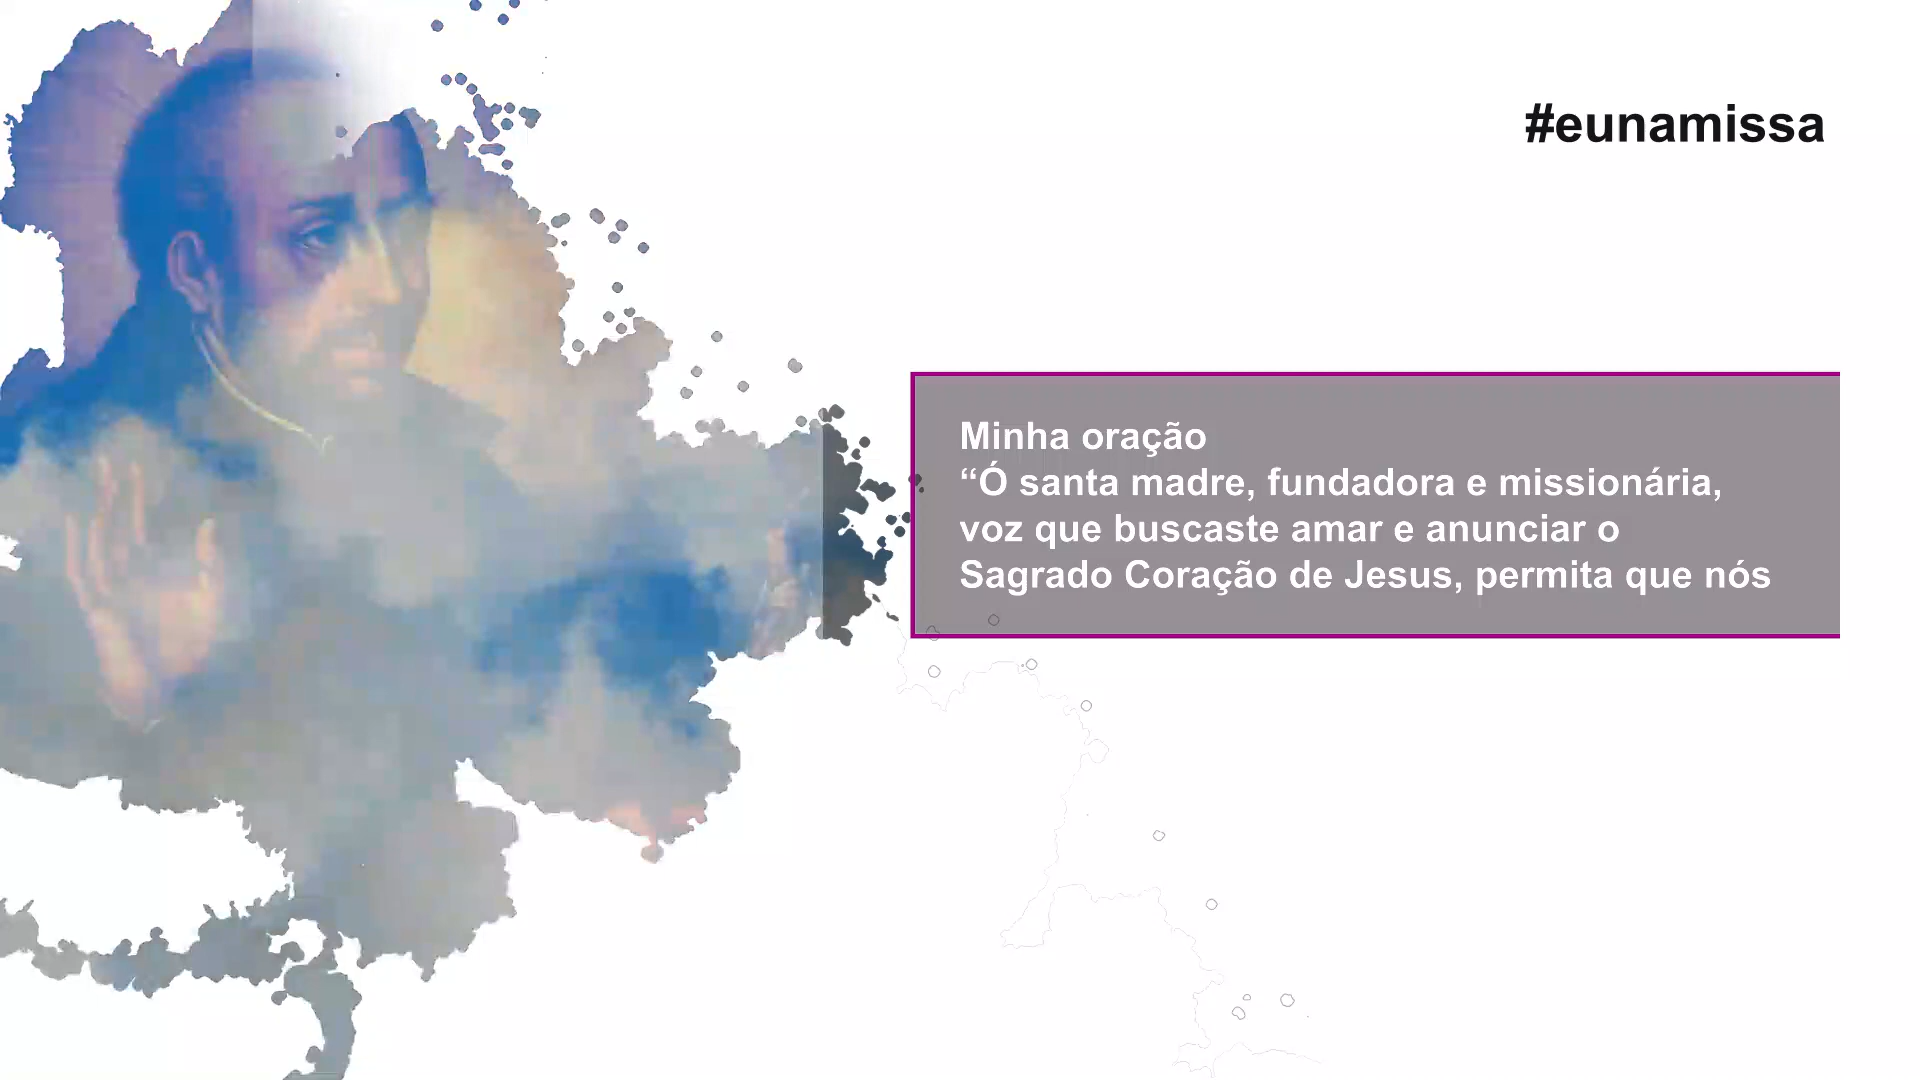 #eunamissa
Minha oração
“Ó santa madre, fundadora e missionária,
voz que buscaste amar e anunciar o
Sagrado Coração de Jesus, permita que nós